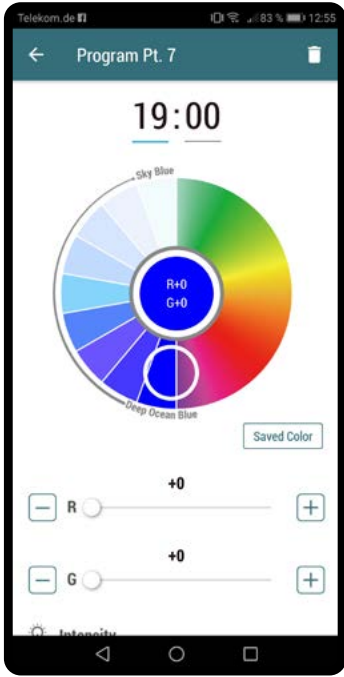 Telekom.de 83 % 12:55
Program Pt. 7
19:00
Sky Blue
R+0
G+0
Deep Ocean Blue
Saved Color
+0
R
+0
G
Intensity